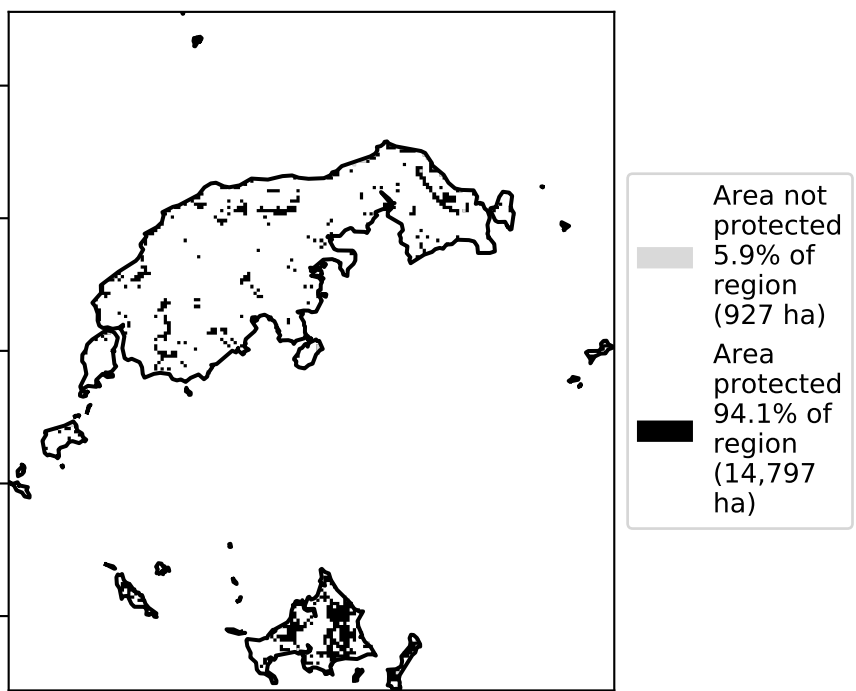 Area not
protected
5.9% of
region
(927 ha)
Area
protected
94.1% of
region
(14,797
ha)